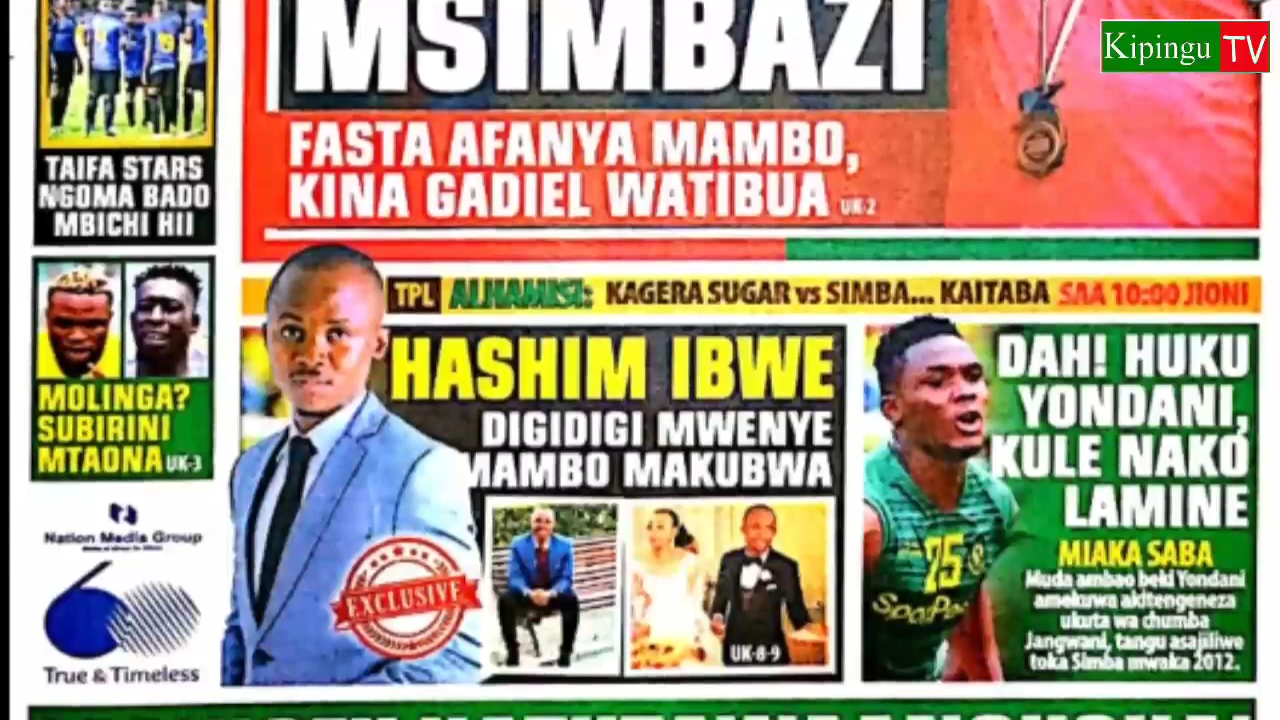 Kipingu TV
MSIMBAZI
FASTA AFANYA MAMBO,
KINA GADIEL WATIBUA UK-2
TAIFA STARS
NGOMA BADO
MBICHI HII
MOLINGA?
SUBIRINI
MTAONA UK-3
Nation Media Group
60
True & Timeless
TPL ALHAMISI: KAGERA SUGAR vs SIMBA... KAITABA SAA 10:00 JIONI
HASHIM IBWE
DIGIDIGI MWENYE
MAMBO MAKUBWA
EXCLUSIVE
UK-8-9
DAH! HUKU
YONDANI,
KULE NAKO
LAMINE
MIAKA SABA
Muda ambao beki Yondani
amekuwa akitengeneza
ukuta wa chumba
Jangwani, tangu asajiliwe
toka Simba mwaka 2012.
75
SpoPe